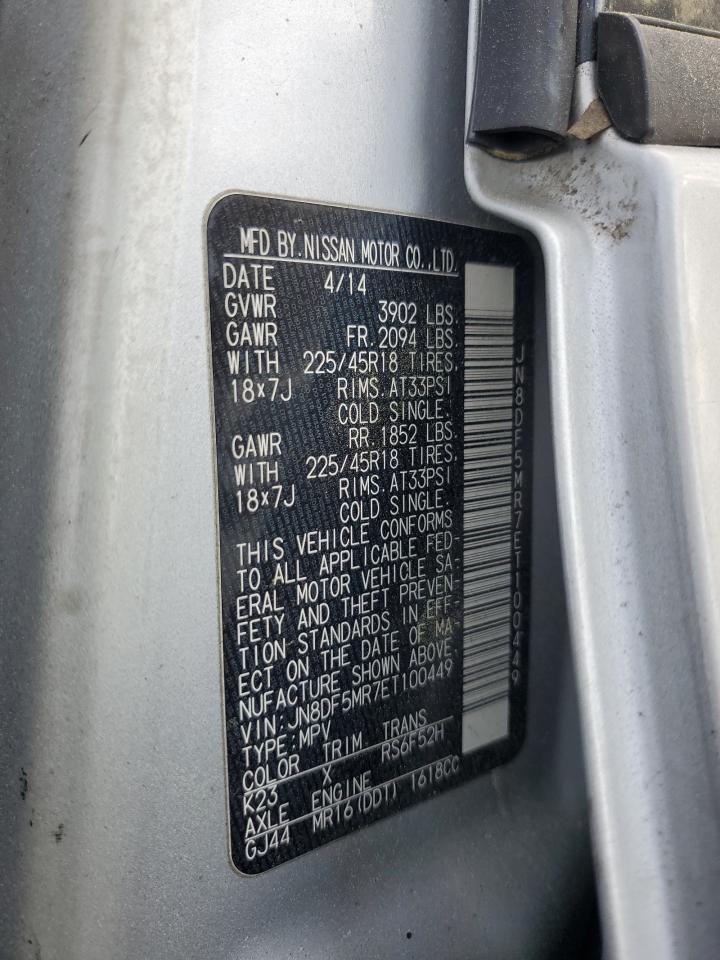 MFD BY. NISSAN MOTOR CO.,LTD.
DATE 4/14
GVWR 3902 LBS.
GAWR FR. 2094 LBS.
WITH 225/45R18 TIRES.
18x7J RIMS. AT33PSI
COLD SINGLE.
GAWR RR. 1852 LBS.
WITH 225/45R18 TIRES.
18x7J RIMS. AT33PSI
COLD SINGLE.
THIS VEHICLE CONFORMS
TO ALL APPLICABLE FED-
ERAL MOTOR VEHICLE SA-
FETY AND THEFT PREVEN-
TION STANDARDS IN EFF-
ECT ON THE DATE OF MA-
NUFACTURE SHOWN ABOVE.
VIN: JN8DF5MR7ET100449
TYPE: MPV
COLOR TRIM TRANS
K23 X RS6F52H
AXLE ENGINE
GJ44 MR16 (DDT) 1618CC
JN8DF5MR7ET100449